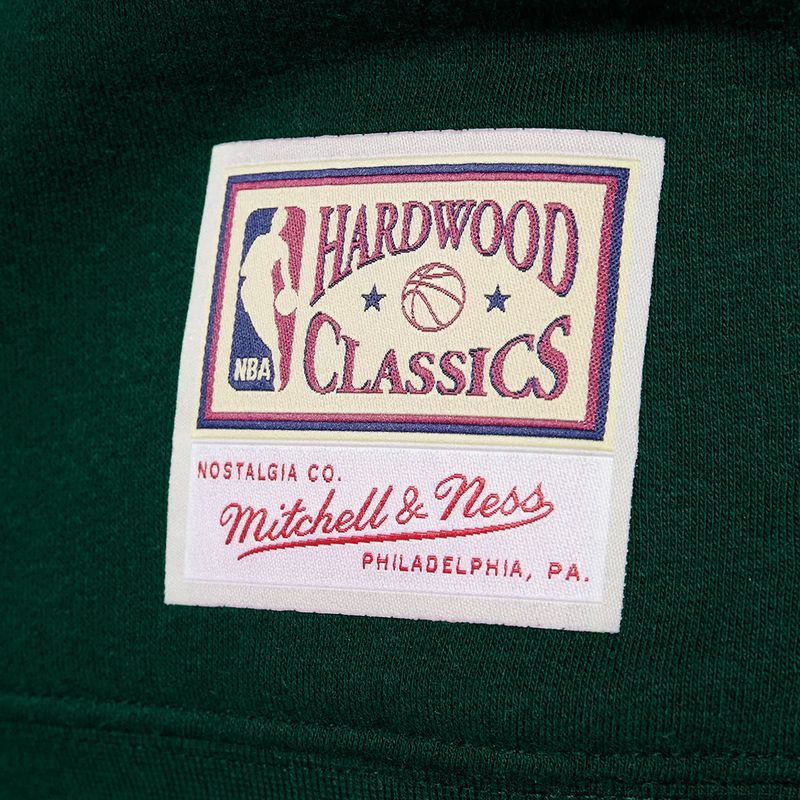 HARDWOOD
NBA
CLASSICS
NOSTALGIA CO.
Mitchell & Ness
PHILADELPHIA, PA.